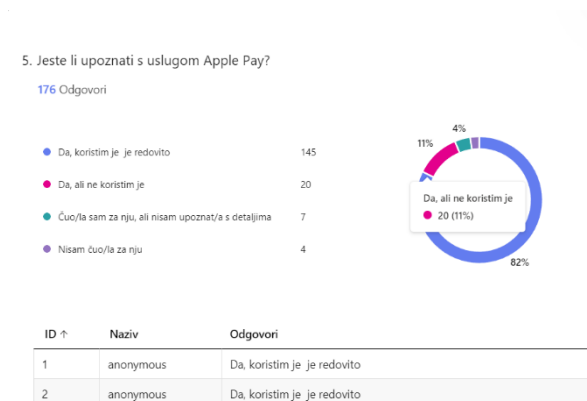 5. Jeste li upoznati s uslugom Apple Pay?
176 Odgovori
Da, koristim je je redovito 145
Da, ali ne koristim je 20
Čuo/la sam za nju, ali nisam upoznat/a s detaljima 7
Nisam čuo/la za nju 4
4%
11%
Da, ali ne koristim je
20 (11%)
82%
ID ↑ Naziv Odgovori
1 anonymous Da, koristim je je redovito
2 anonymous Da, koristim je je redovito